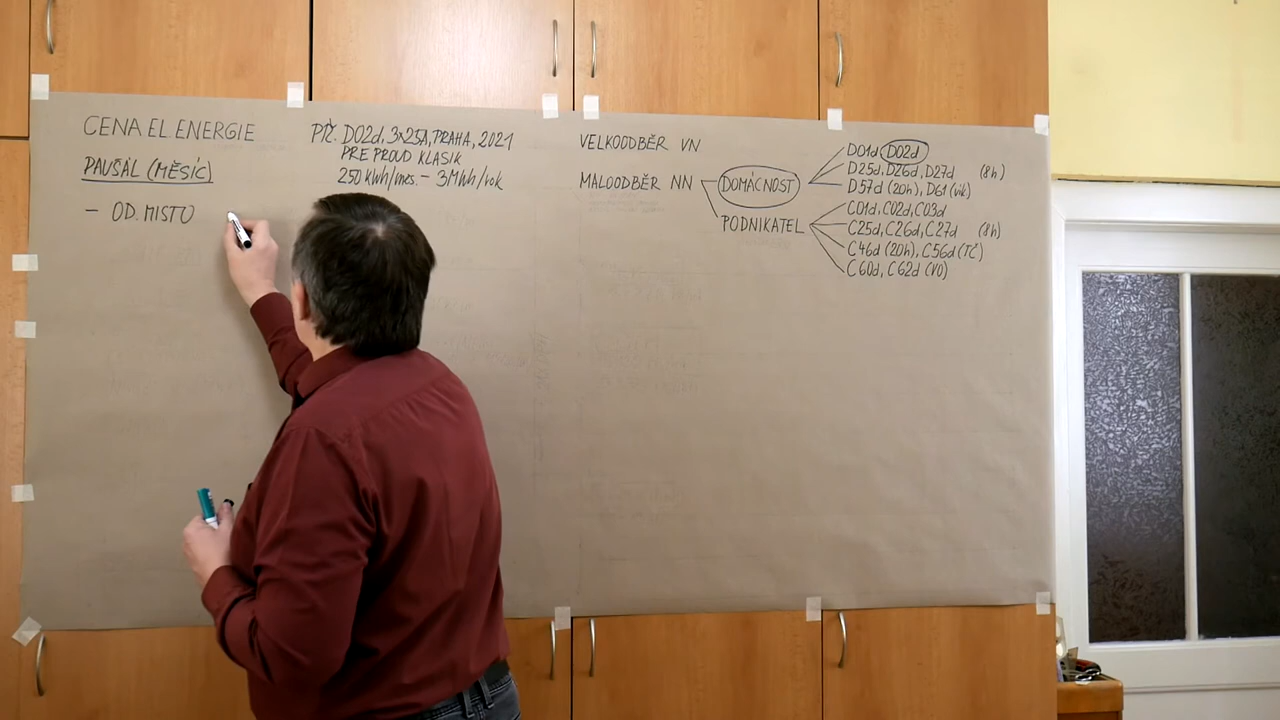 CENA EL. ENERGIE
PAUŠÁL (MĚSÍC)
– OD. MISTO
PŘ. D02d, 3x25A, PRAHA, 2021
PRE PROUD KLASIK
250 kWh/mes. – 3MWh/rok
VELKOODBĚR VN
MALOODBĚR NN
DOMÁCNOST
D01d, D02d
D25d, D26d, D27d (8h)
D57d (20h), D61 (vík)
PODNIKATEL
C01d, C02d, C03d
C25d, C26d, C27d (8h)
C46d (20h), C56d (TČ)
C60d, C62d (VO)